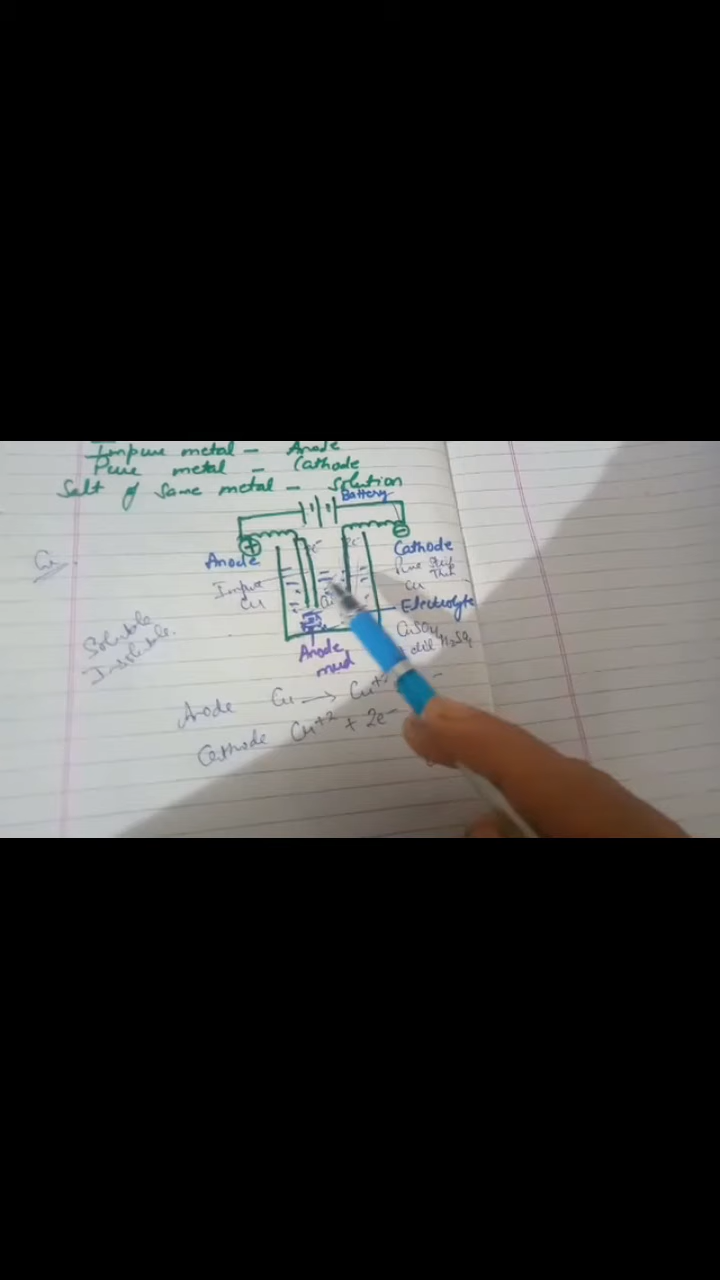 Impure metal - Anode
Pure metal - Cathode
Salt of same metal - solution
Battery
Anode
Cathode
Cu
Impure
Cu
Pure
Thin
Cu
Electrolyte
CuSO4
dil H2SO4
Soluble
Insoluble
Anode
mud
Anode Cu → Cu+2
Cathode Cu+2 + 2e-